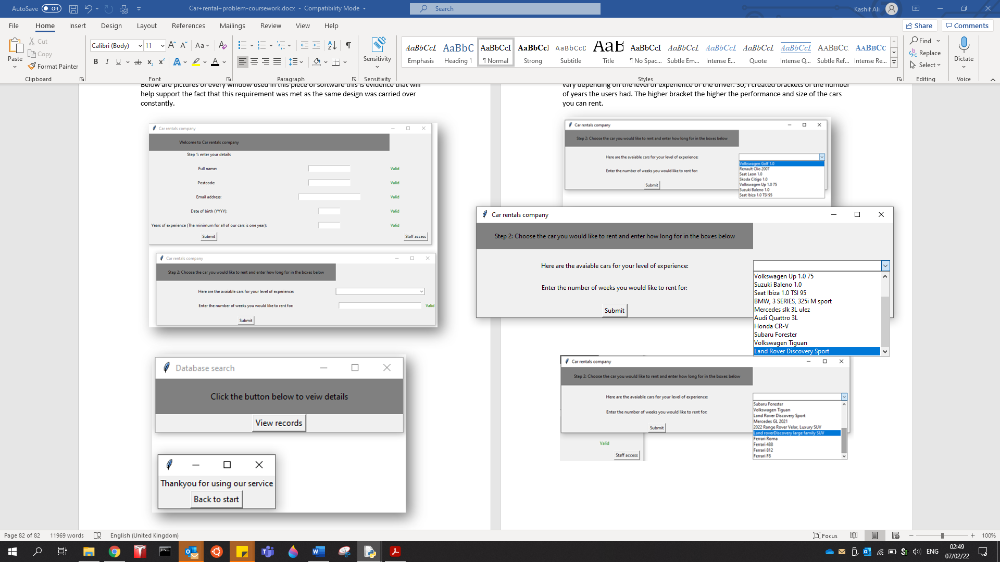 AutoSave Off
Car+rental+problem-coursework.docx - Compatibility Mode
Search
Kashif Ali
File Home Insert Design Layout References Mailings Review View Help
Share Comments
Paste
Cut
Copy
Format Painter
Clipboard
Calibri (Body) 11
Font
Paragraph
Sensitivity
Sensitivity
AaBbCcL AaBbC AaBbCcI AaBbCcI AaBbCcD AaB AaBbCcI AaBbCcL AaBbCcL AaBbCcL AaBbCcL AABBCC AABBCC
Emphasis Heading 1 ¶ Normal Strong Subtitle Title ¶ No Spac... Subtle Em... Intense E... Quote Intense Q... Subtle Ref... Intense Re...
Styles
Find
Replace
Select
Editing
Dictate
Voice
Below are pictures of every window used in this piece of software this is evidence that will
help support the fact that this requirement was met as the same design was carried over
constantly.
Car rentals company
Welcome to Car rentals company
Step 1: enter your details
Full name: Valid
Postcode: Valid
Email address: Valid
Date of birth (YYYY): Valid
Years of experience (The minimum for all of our cars is one year): Valid
Submit Staff access
Car rentals company
Step 2: Choose the car you would like to rent and enter how long for in the boxes below
Here are the avaiable cars for your level of experience:
Enter the number of weeks you would like to rent for: Valid
Submit
Database search
Click the button below to veiw details
View records
Thankyou for using our service
Back to start
vary depending on the level of experience of the driver. So, I created brackets of the number
of years the users had. The higher bracket the higher the performance and size of the cars
you can rent.
Car rentals company
Step 2: Choose the car you would like to rent and enter how long for in the boxes below
Here are the avaiable cars for your level of experience:
Enter the number of weeks you would like to rent for:
Submit
Volkswagen Golf 1.0
Renault Clio 2007
Seat Leon 1.0
Skoda Citigo 1.0
Volkswagen Up 1.0 75
Suzuki Baleno 1.0
Seat Ibiza 1.0 TSI 95
Car rentals company
Step 2: Choose the car you would like to rent and enter how long for in the boxes below
Here are the avaiable cars for your level of experience:
Enter the number of weeks you would like to rent for:
Submit
Volkswagen Up 1.0 75
Suzuki Baleno 1.0
Seat Ibiza 1.0 TSI 95
BMW, 3 SERIES, 325i M sport
Mercedes slk 3L ulez
Audi Quattro 3L
Honda CR-V
Subaru Forester
Volkswagen Tiguan
Land Rover Discovery Sport
Car rentals company
Step 2: Choose the car you would like to rent and enter how long for in the boxes below
Here are the avaiable cars for your level of experience:
Enter the number of weeks you would like to rent for:
Submit
Subaru Forester
Volkswagen Tiguan
Land Rover Discovery Sport
Mercedes GL 2021
2022 Range Rover Velar, Luxury SUV
Land roverDiscovery large family SUV
Ferrari Roma
Ferrari 488
Ferrari 812
Ferrari F8
Valid
Staff access
Page 82 of 82 11969 words English (United Kingdom)
Focus 100%
ENG
02:49
07/02/22